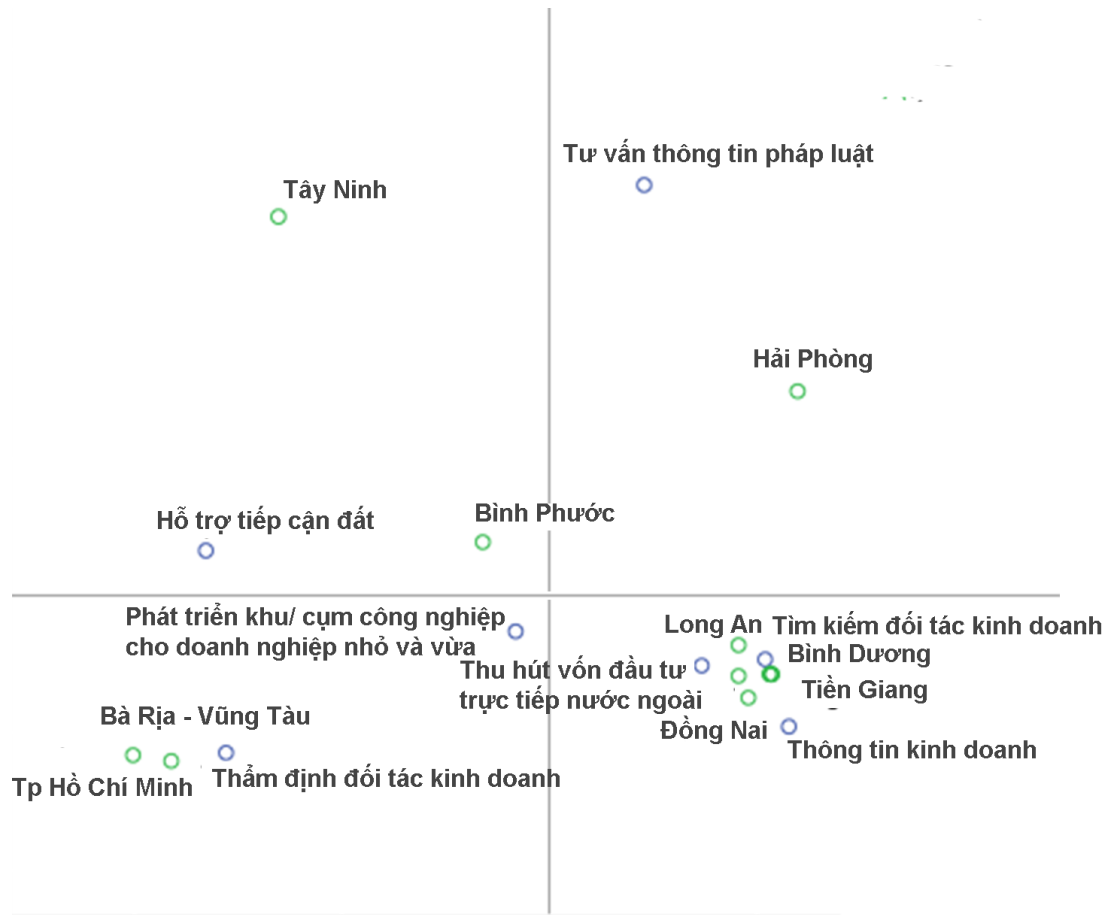 Tư vấn thông tin pháp luật
Tây Ninh
Hải Phòng
Bình Phước
Hỗ trợ tiếp cận đất
Phát triển khu/ cụm công nghiệp
cho doanh nghiệp nhỏ và vừa
Long An
Tìm kiếm đối tác kinh doanh
Bình Dương
Thu hút vốn đầu tư
trực tiếp nước ngoài
Tiền Giang
Bà Rịa - Vũng Tàu
Đồng Nai
Thông tin kinh doanh
Tp Hồ Chí Minh
Thẩm định đối tác kinh doanh